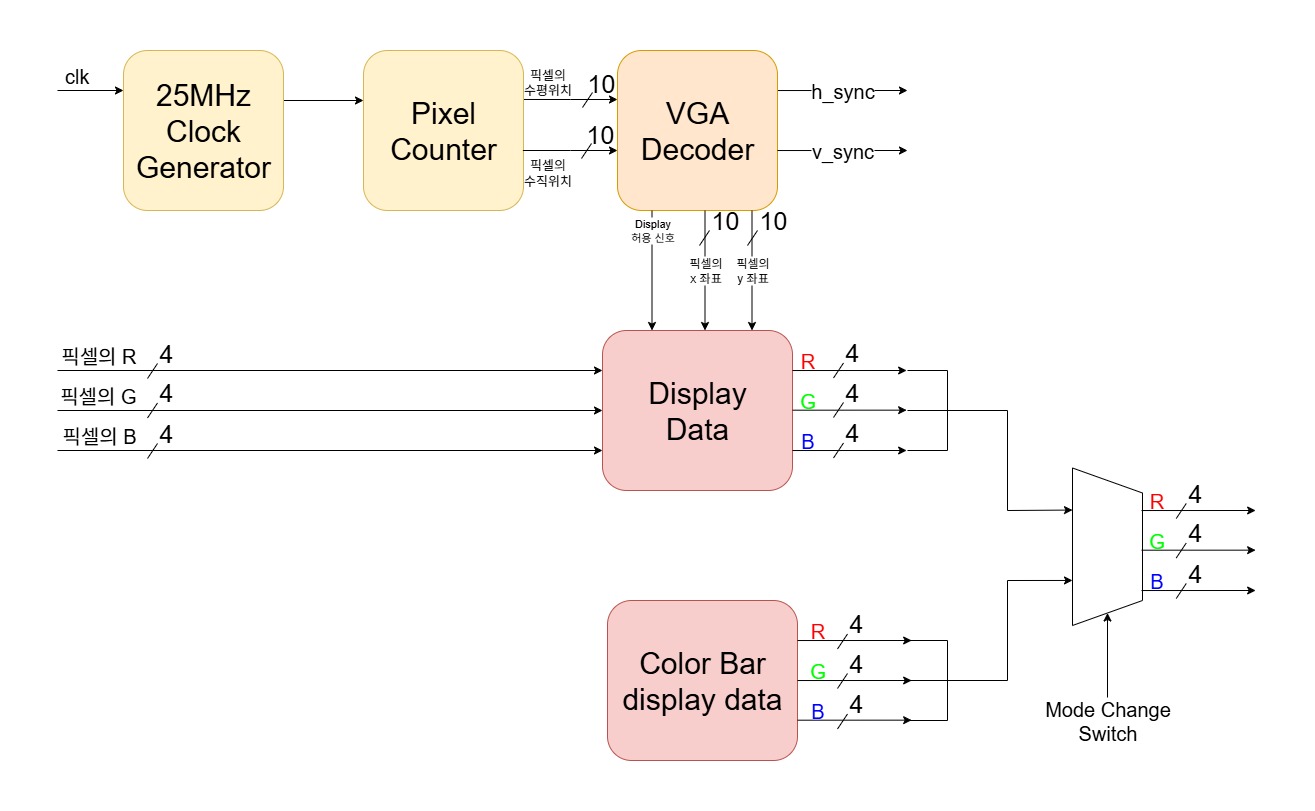 clk
25MHz
Clock
Generator
Pixel
Counter
픽셀의
수평위치
10
10
픽셀의
수직위치
VGA
Decoder
h_sync
v_sync
Display
허용 신호
10
픽셀의
x 좌표
10
픽셀의
y 좌표
픽셀의 R
4
픽셀의 G
4
픽셀의 B
4
Display
Data
R
4
G
4
B
4
R
4
G
4
B
4
Color Bar
display data
R
4
G
4
B
4
Mode Change
Switch